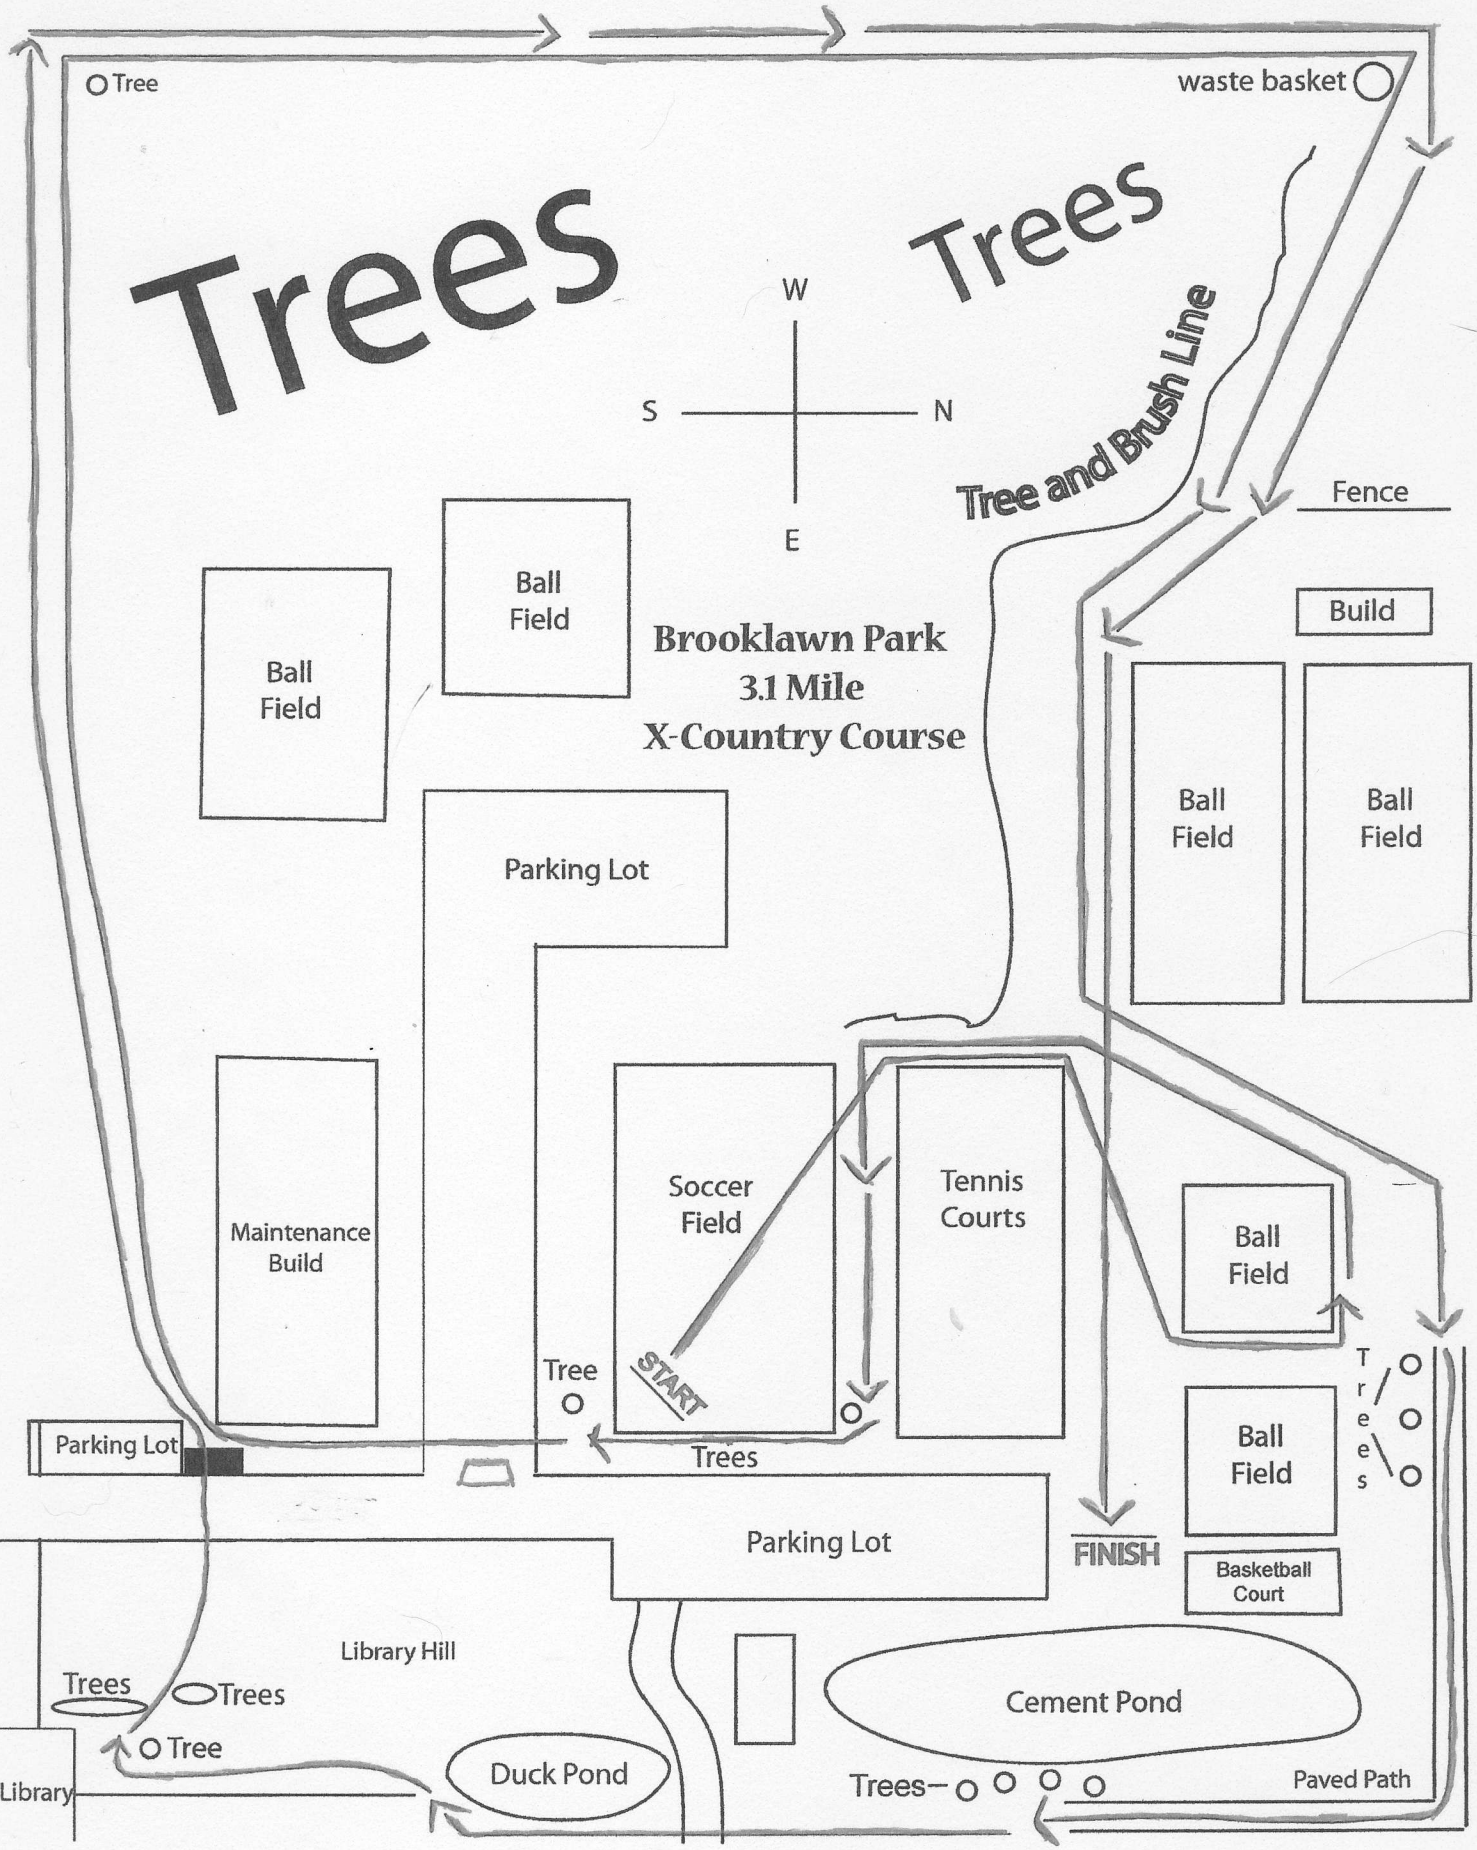 Tree
waste basket
Trees
Trees
W
S
N
E
Tree and Brush Line
Fence
Build
Ball
Field
Ball
Field
Brooklawn Park
3.1 Mile
X-Country Course
Ball
Field
Ball
Field
Parking Lot
Soccer
Field
Tennis
Courts
Maintenance
Build
Ball
Field
Tree
START
Trees
Trees
Parking Lot
Ball
Field
Parking Lot
FINISH
Basketball
Court
Library Hill
Trees
Trees
Cement Pond
Tree
Duck Pond
Library
Trees
Paved Path